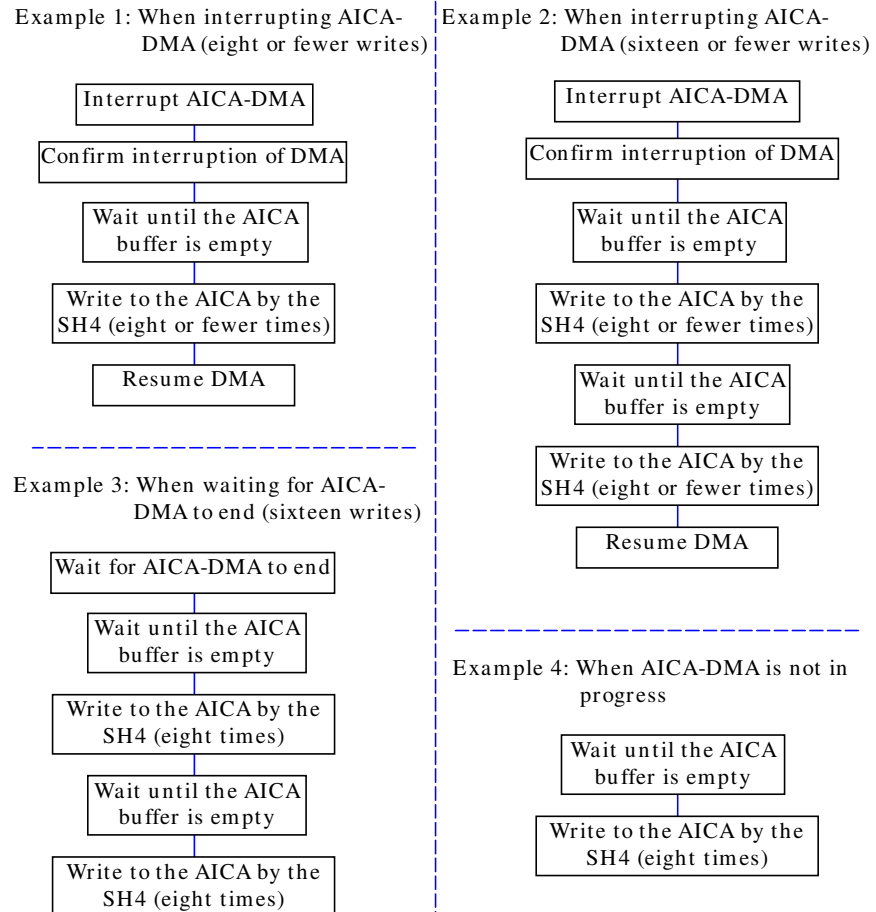 Example 1: When interrupting AICA-
DMA (eight or fewer writes)
Interrupt AICA-DMA
Confirm interruption of DMA
Wait until the AICA
buffer is empty
Write to the AICA by the
SH4 (eight or fewer times)
Resume DMA
Example 3: When waiting for AICA-
DMA to end (sixteen writes)
Wait for AICA-DMA to end
Wait until the AICA
buffer is empty
Write to the AICA by the
SH4 (eight times)
Wait until the AICA
buffer is empty
Write to the AICA by the
SH4 (eight times)
Example 2: When interrupting AICA-
DMA (sixteen or fewer writes)
Interrupt AICA-DMA
Confirm interruption of DMA
Wait until the AICA
buffer is empty
Write to the AICA by the
SH4 (eight or fewer times)
Wait until the AICA
buffer is empty
Write to the AICA by the
SH4 (eight or fewer times)
Resume DMA
Example 4: When AICA-DMA is not in
progress
Wait until the AICA
buffer is empty
Write to the AICA by the
SH4 (eight times)